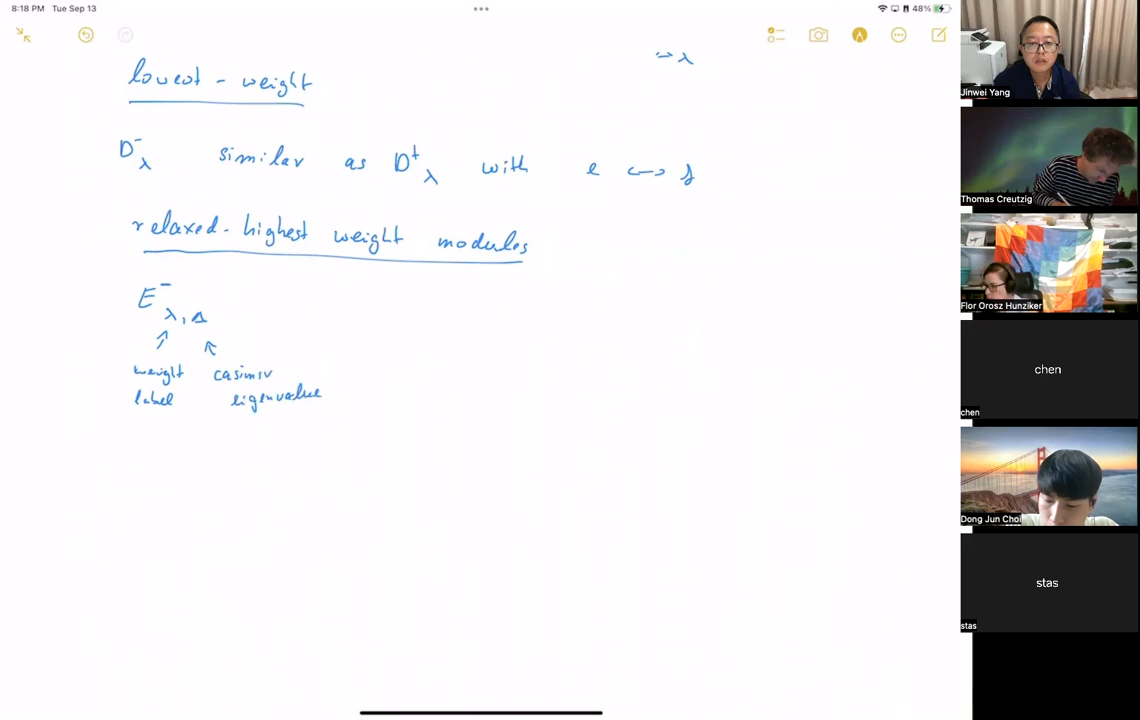 8:18 PM Tue Sep 13
48%
lowest - weight
→ λ
D⁻λ similar as D⁺λ with e ↔ f
relaxed - highest weight modules
E⁻λ,Δ
weight casimir
label eigenvalue
Jinwei Yang
Thomas Creutzig
Flor Orosz Hunziker
chen
chen
Dong Jun Choi
stas
stas